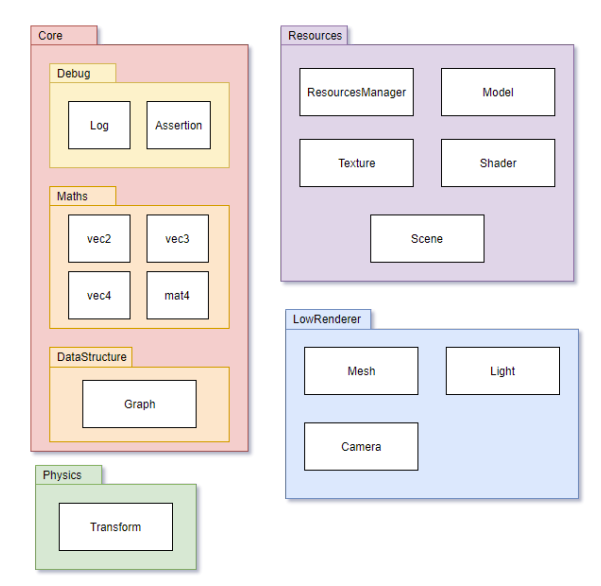 Core
Debug
Log
Assertion
Maths
vec2
vec3
vec4
mat4
DataStructure
Graph
Physics
Transform
Resources
ResourcesManager
Model
Texture
Shader
Scene
LowRenderer
Mesh
Light
Camera